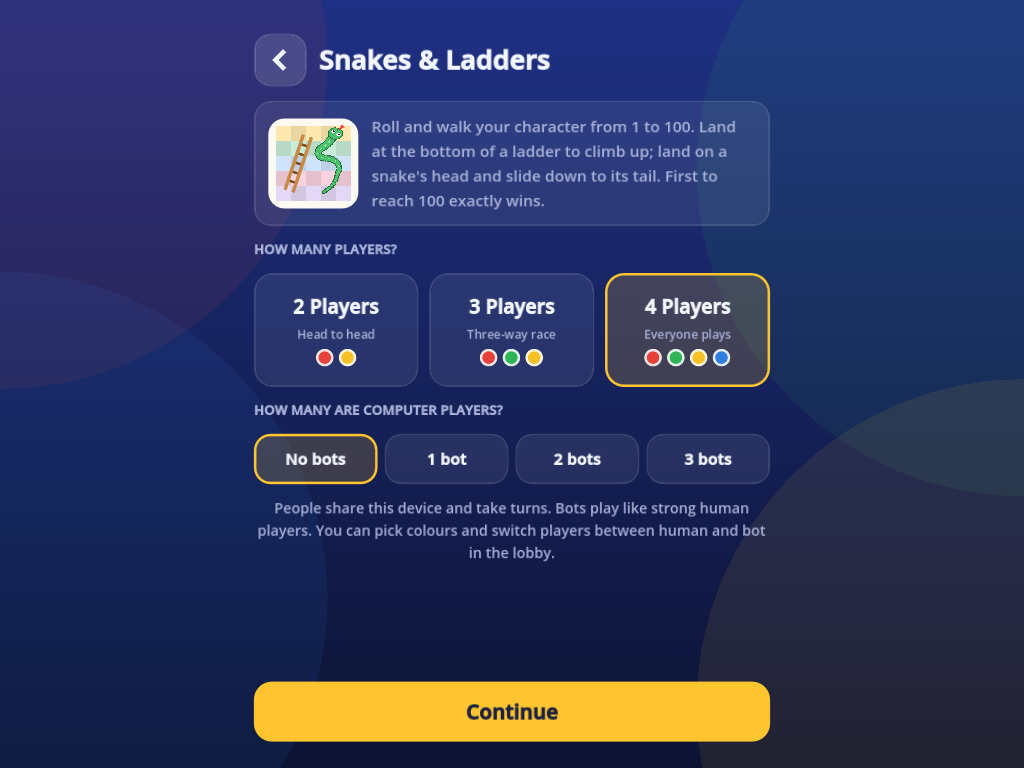 Snakes & Ladders
Roll and walk your character from 1 to 100. Land
at the bottom of a ladder to climb up; land on a
snake's head and slide down to its tail. First to
reach 100 exactly wins.
HOW MANY PLAYERS?
2 Players
Head to head
3 Players
Three-way race
4 Players
Everyone plays
HOW MANY ARE COMPUTER PLAYERS?
No bots
1 bot
2 bots
3 bots
People share this device and take turns. Bots play like strong human
players. You can pick colours and switch players between human and bot
in the lobby.
Continue